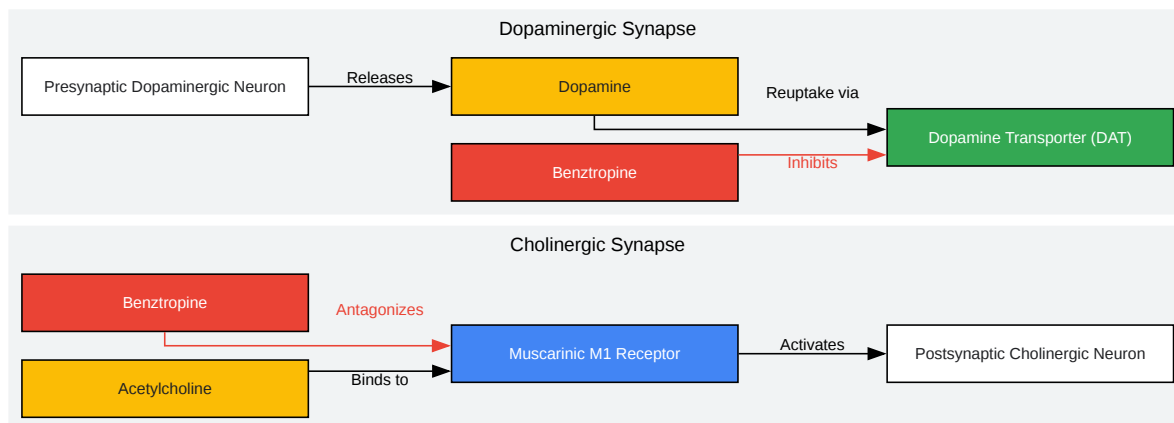 Dopaminergic Synapse
Presynaptic Dopaminergic Neuron
Releases
Dopamine
Reuptake via
Dopamine Transporter (DAT)
Benztropine
Inhibits
Cholinergic Synapse
Benztropine
Antagonizes
Muscarinic M1 Receptor
Activates
Postsynaptic Cholinergic Neuron
Acetylcholine
Binds to